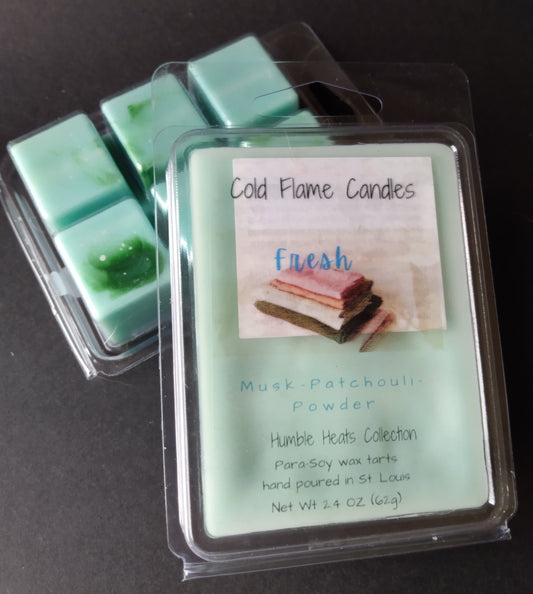 Cold Flame Candles
Fresh
Musk-Patchouli-
Powder
Humble Heats Collection
Para-Soy wax tarts
hand poured in St Louis
Net Wt 2.4 OZ (62g)